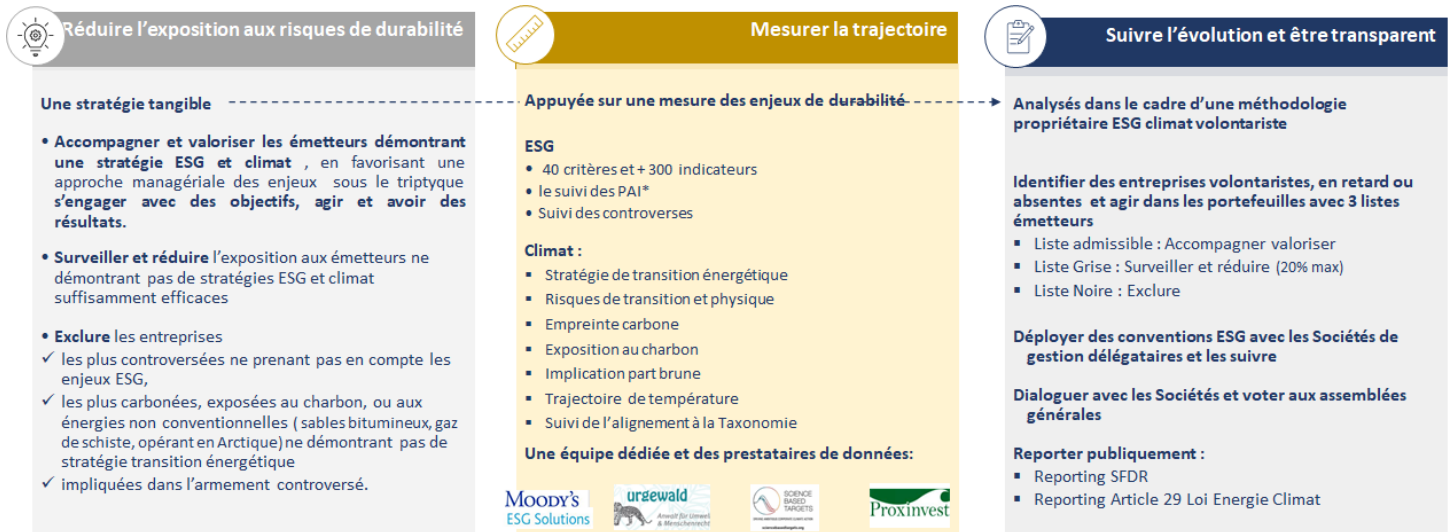 Réduire l'exposition aux risques de durabilité
Une stratégie tangible
• Accompagner et valoriser les émetteurs démontrant
une stratégie ESG et climat , en favorisant une
approche managériale des enjeux sous le triptyque
s'engager avec des objectifs, agir et avoir des
résultats.
• Surveiller et réduire l'exposition aux émetteurs ne
démontrant pas de stratégies ESG et climat
suffisamment efficaces
• Exclure les entreprises
✓ les plus controversées ne prenant pas en compte les
enjeux ESG,
✓ les plus carbonées, exposées au charbon, ou aux
énergies non conventionnelles ( sables bitumineux, gaz
de schiste, opérant en Arctique) ne démontrant pas de
stratégie transition énergétique
✓ impliquées dans l'armement controversé.
Mesurer la trajectoire
Appuyée sur une mesure des enjeux de durabilité
ESG
• 40 critères et + 300 indicateurs
• le suivi des PAI*
• Suivi des controverses
Climat :
▪ Stratégie de transition énergétique
▪ Risques de transition et physique
▪ Empreinte carbone
▪ Exposition au charbon
▪ Implication part brune
▪ Trajectoire de température
▪ Suivi de l'alignement à la Taxonomie
Une équipe dédiée et des prestataires de données:
MOODY'S
ESG Solutions
urgewald
Anwalt für Umwelt
& Menschenrecht
SCIENCE
BASED
TARGETS
Proxinvest
Suivre l'évolution et être transparent
Analysés dans le cadre d'une méthodologie
propriétaire ESG climat volontariste
Identifier des entreprises volontaristes, en retard ou
absentes et agir dans les portefeuilles avec 3 listes
émetteurs
▪ Liste admissible : Accompagner valoriser
▪ Liste Grise : Surveiller et réduire (20% max)
▪ Liste Noire : Exclure
Déployer des conventions ESG avec les Sociétés de
gestion délégataires et les suivre
Dialoguer avec les Sociétés et voter aux assemblées
générales
Reporter publiquement :
▪ Reporting SFDR
▪ Reporting Article 29 Loi Energie Climat